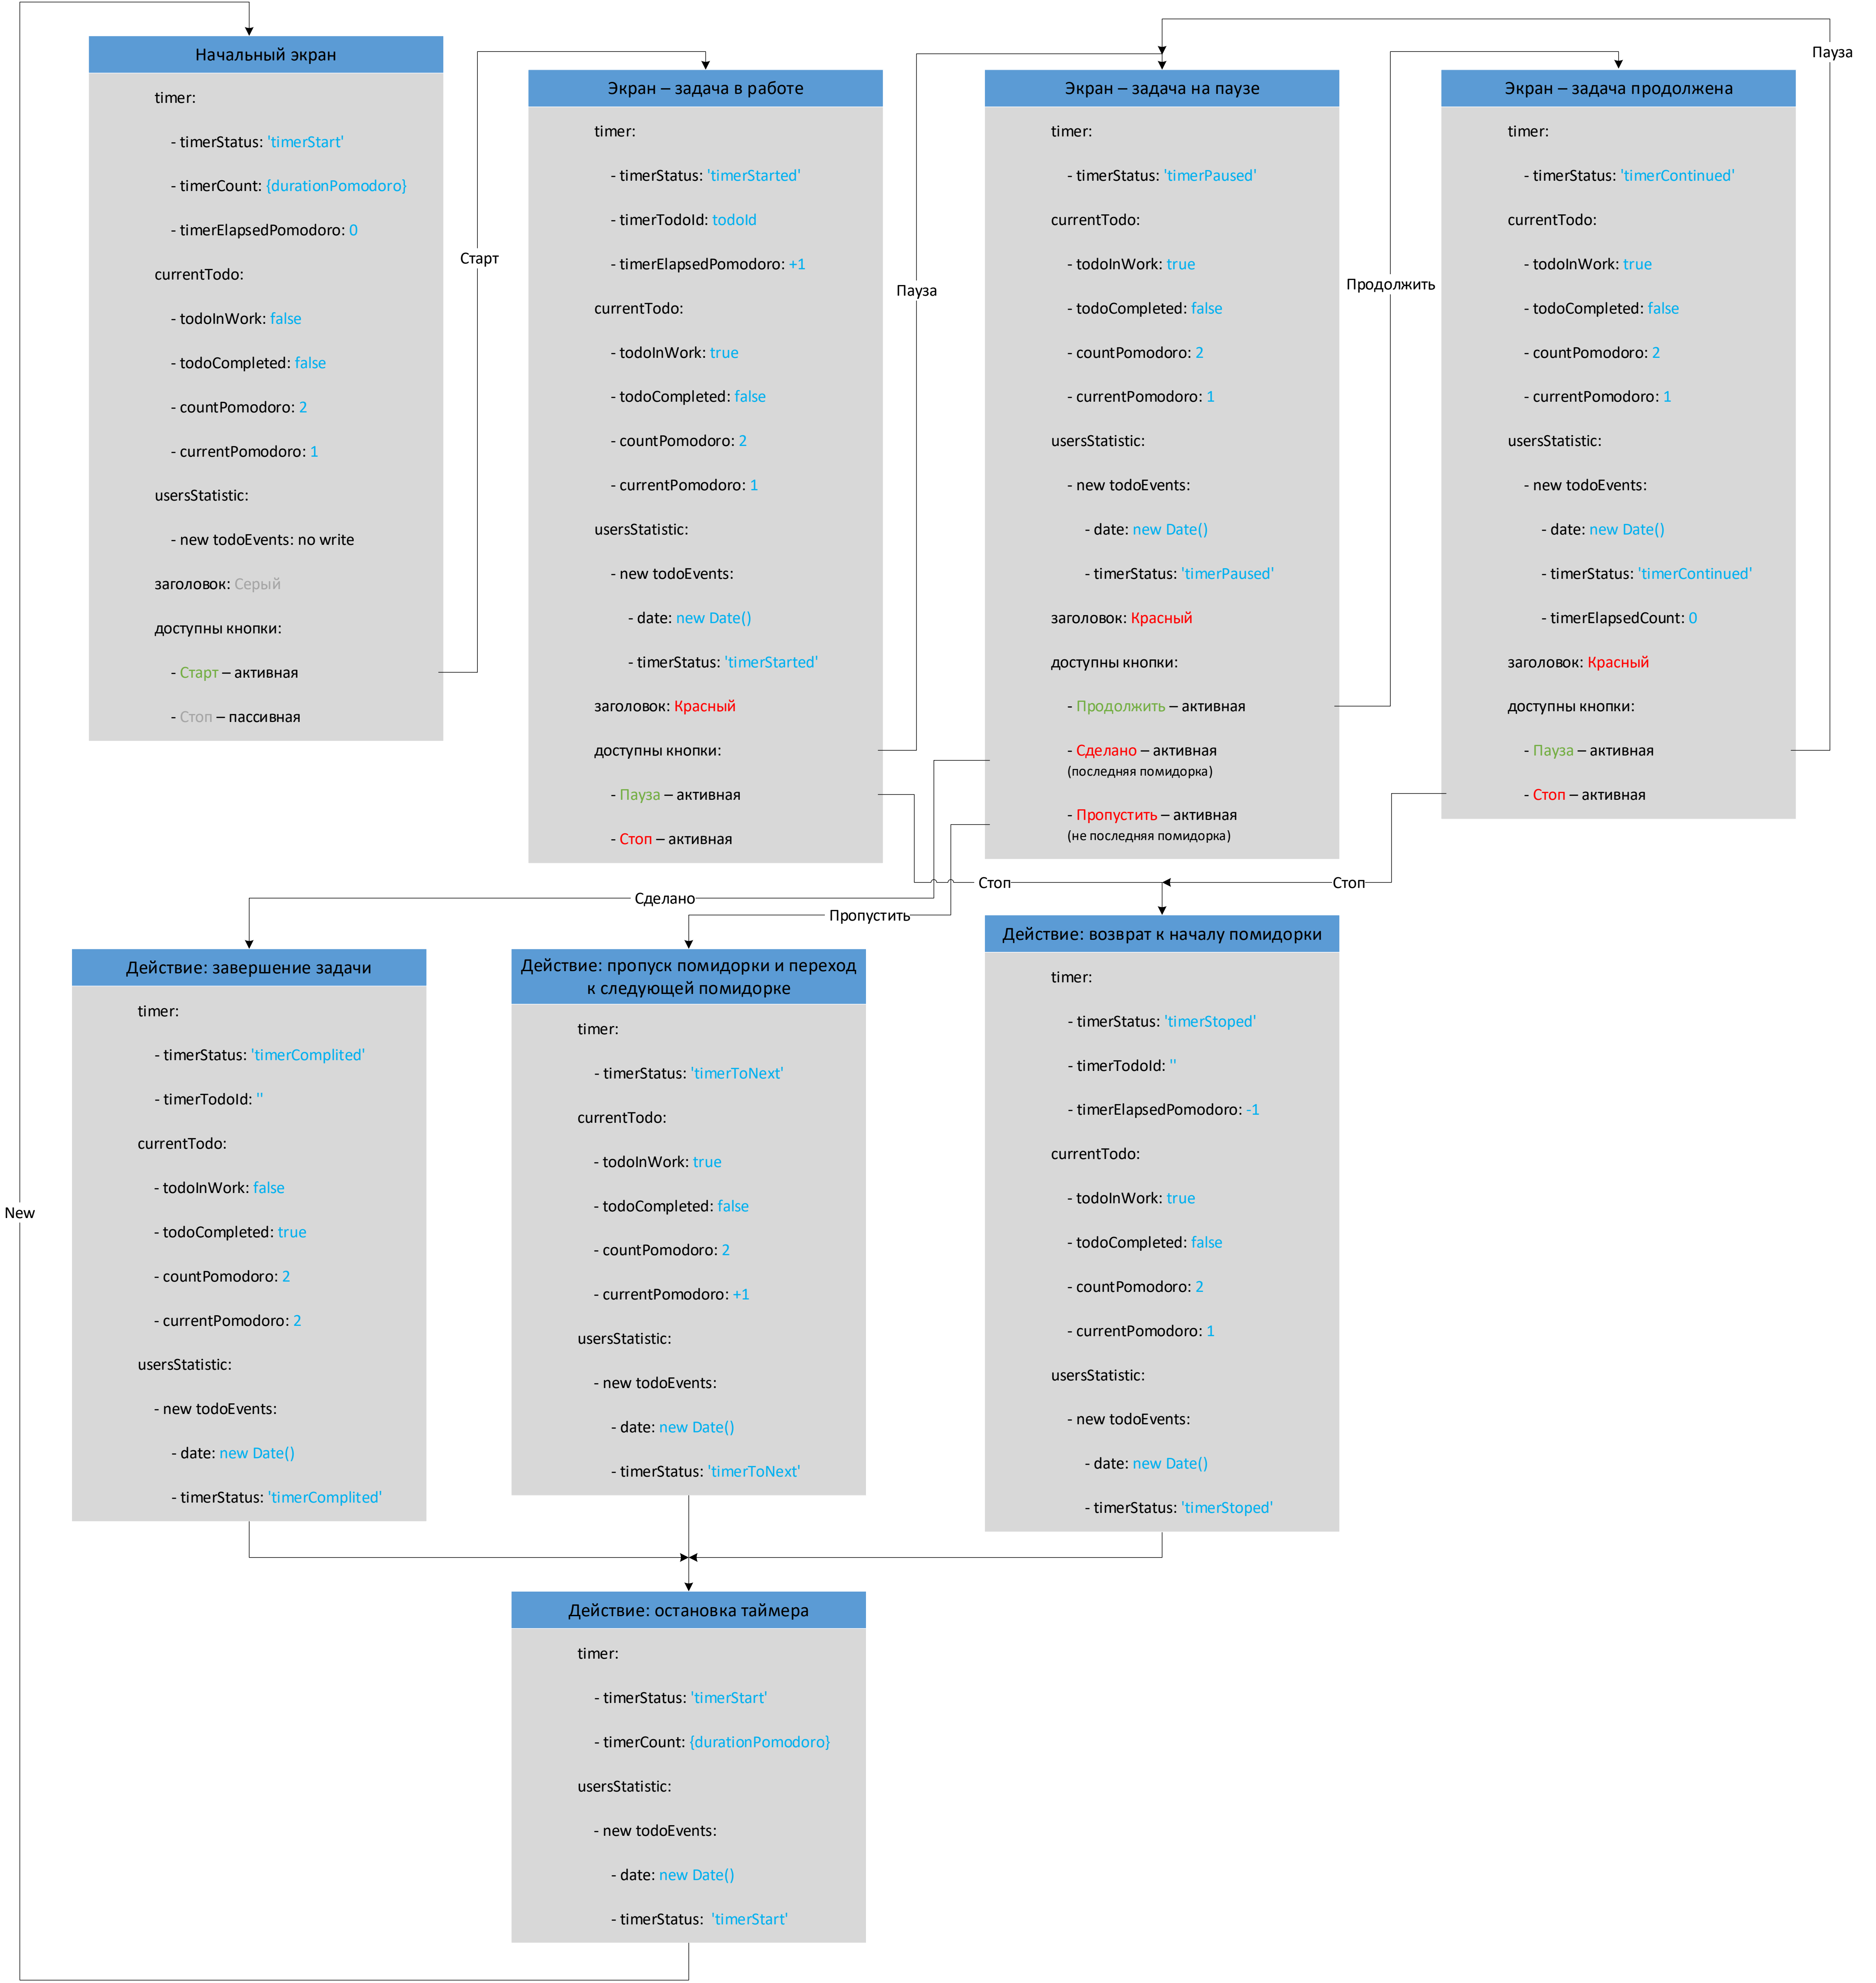 Начальный экран
timer:
- timerStatus: 'timerStart'
- timerCount: {durationPomodoro}
- timerElapsedPomodoro: 0
currentTodo:
- todoInWork: false
- todoCompleted: false
- countPomodoro: 2
- currentPomodoro: 1
usersStatistic:
- new todoEvents: no write
заголовок: Серый
доступны кнопки:
- Старт – активная
- Стоп – пассивная
Старт
Экран – задача в работе
timer:
- timerStatus: 'timerStarted'
- timerTodoId: todoId
- timerElapsedPomodoro: +1
currentTodo:
- todoInWork: true
- todoCompleted: false
- countPomodoro: 2
- currentPomodoro: 1
usersStatistic:
- new todoEvents:
- date: new Date()
- timerStatus: 'timerStarted'
заголовок: Красный
доступны кнопки:
- Пауза – активная
- Стоп – активная
Пауза
Экран – задача на паузе
timer:
- timerStatus: 'timerPaused'
currentTodo:
- todoInWork: true
- todoCompleted: false
- countPomodoro: 2
- currentPomodoro: 1
usersStatistic:
- new todoEvents:
- date: new Date()
- timerStatus: 'timerPaused'
заголовок: Красный
доступны кнопки:
- Продолжить – активная
- Сделано – активная
(последняя помидорка)
- Пропустить – активная
(не последняя помидорка)
Продолжить
Экран – задача продолжена
timer:
- timerStatus: 'timerContinued'
currentTodo:
- todoInWork: true
- todoCompleted: false
- countPomodoro: 2
- currentPomodoro: 1
usersStatistic:
- new todoEvents:
- date: new Date()
- timerStatus: 'timerContinued'
- timerElapsedCount: 0
заголовок: Красный
доступны кнопки:
- Пауза – активная
- Стоп – активная
Пауза
Стоп
Стоп
Сделано
Пропустить
Действие: завершение задачи
timer:
- timerStatus: 'timerComplited'
- timerTodoId: ''
currentTodo:
- todoInWork: false
- todoCompleted: true
- countPomodoro: 2
- currentPomodoro: 2
usersStatistic:
- new todoEvents:
- date: new Date()
- timerStatus: 'timerComplited'
Действие: пропуск помидорки и переход
к следующей помидорке
timer:
- timerStatus: 'timerToNext'
currentTodo:
- todoInWork: true
- todoCompleted: false
- countPomodoro: 2
- currentPomodoro: +1
usersStatistic:
- new todoEvents:
- date: new Date()
- timerStatus: 'timerToNext'
Действие: возврат к началу помидорки
timer:
- timerStatus: 'timerStoped'
- timerTodoId: ''
- timerElapsedPomodoro: -1
currentTodo:
- todoInWork: true
- todoCompleted: false
- countPomodoro: 2
- currentPomodoro: 1
usersStatistic:
- new todoEvents:
- date: new Date()
- timerStatus: 'timerStoped'
New
Действие: остановка таймера
timer:
- timerStatus: 'timerStart'
- timerCount: {durationPomodoro}
usersStatistic:
- new todoEvents:
- date: new Date()
- timerStatus: 'timerStart'